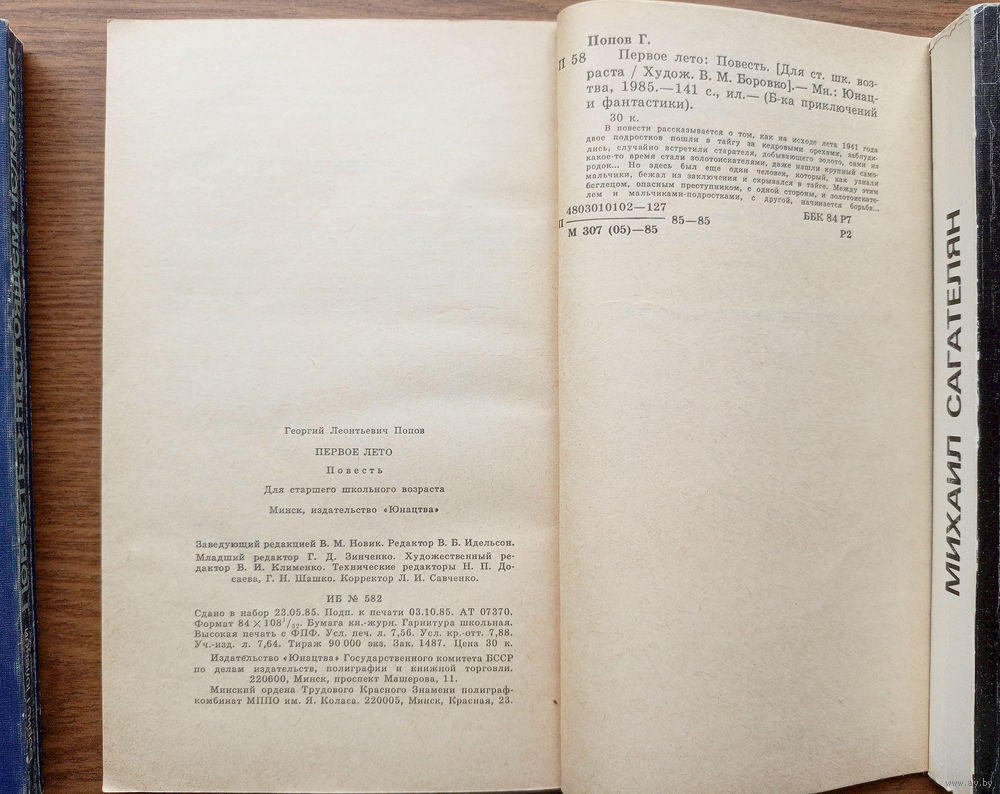 Георгий Леонтьевич Попов
ПЕРВОЕ ЛЕТО
Повесть
Для старшего школьного возраста
Минск, издательство «Юнацтва»
Заведующий редакцией В. М. Новик. Редактор В. Б. Идельсон.
Младший редактор Г. Д. Зинченко. Художественный ре-
дактор В. И. Клименко. Технические редакторы Н. П. До-
саева, Г. Н. Шашко. Корректор Л. И. Савченко.
ИБ № 582
Сдано в набор 23.05.85. Подп. к печати 03.10.85. АТ 07370.
Формат 84×108¹/₃₂. Бумага кн.-журн. Гарнитура школьная.
Высокая печать с ФПФ. Усл. печ. л. 7,56. Усл. кр.-отт. 7,88.
Уч.-изд. л. 7,64. Тираж 90 000 экз. Зак. 1487. Цена 30 к.
Издательство «Юнацтва» Государственного комитета БССР
по делам издательств, полиграфии и книжной торговли.
220600, Минск, проспект Машерова, 11.
Минский ордена Трудового Красного Знамени полиграф-
комбинат МППО им. Я. Коласа. 220005, Минск, Красная, 23.
Попов Г.
П 58 Первое лето: Повесть. [Для ст. шк. воз-
раста / Худож. В. М. Боровко].— Мн.: Юнац-
тва, 1985.—141 с., ил.— (Б-ка приключений
и фантастики).
30 к.
В повести рассказывается о том, как на исходе лета 1941 года
двое подростков пошли в тайгу за кедровыми орехами, заблуди-
лись, случайно встретили старателя, добывающего золото, сами на
какое-то время стали золотоискателями, даже нашли крупный само-
родок... Но здесь был еще один человек, который, как узнали
мальчики, бежал из заключения и скрывался в тайге. Между этим
беглецом, опасным преступником, с одной стороны, и золотоискате-
лем и мальчиками-подростками, с другой, начинается борьба...
4803010102—127
П 85—85
М 307 (05)—85
ББК 84 Р7
Р2
МИХАИЛ САГАТЕЛЯН
www.ay.by